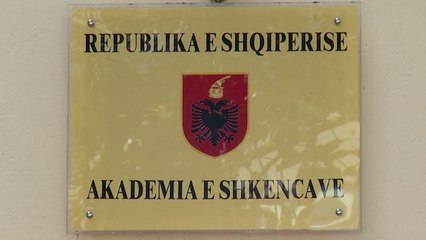 REPUBLIKA E SHQIPERISE
AKADEMIA E SHKENCAVE